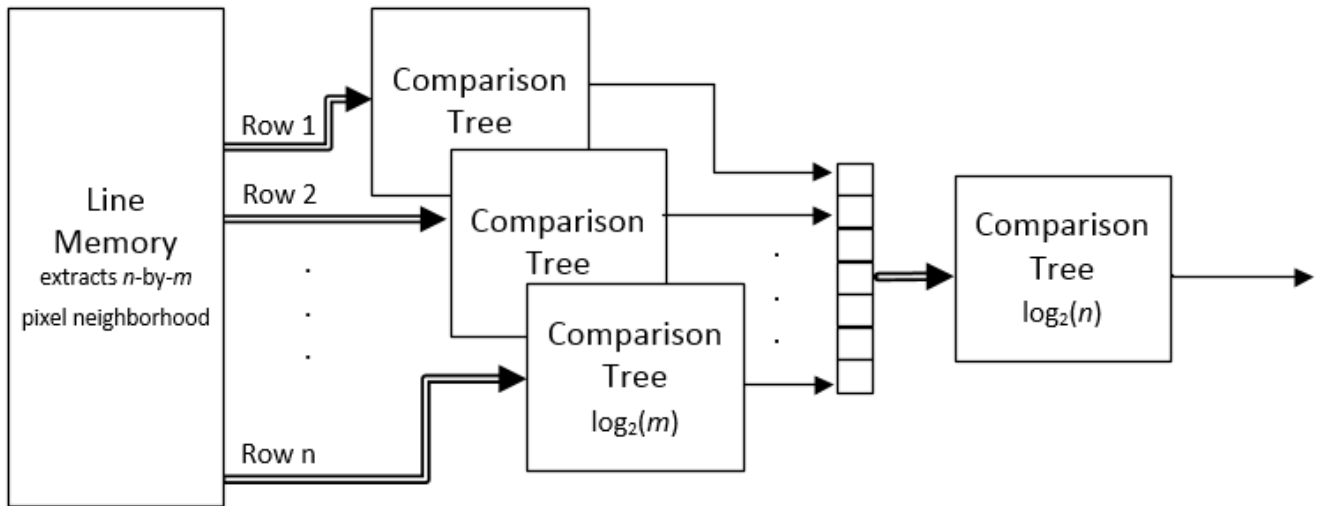 Line
Memory
extracts n-by-m
pixel neighborhood
Row 1
Row 2
.
.
.
Row n
Comparison
Tree
Comparison
Tree
Comparison
Tree
log₂(m)
.
.
.
Comparison
Tree
log₂(n)